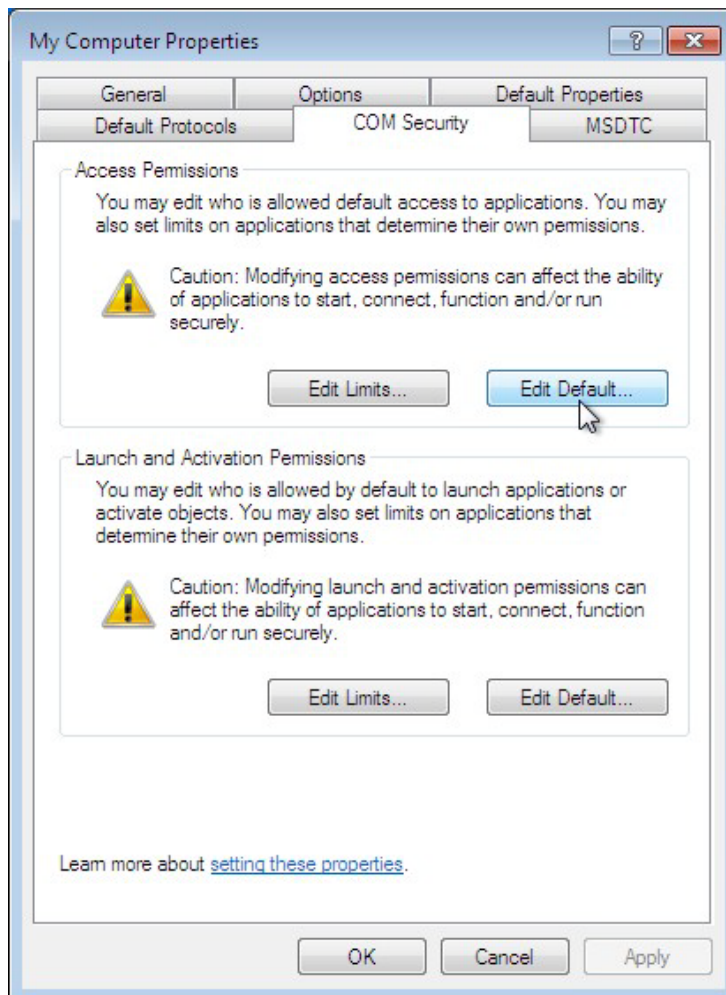 My Computer Properties
General Options Default Properties
Default Protocols COM Security MSDTC
Access Permissions
You may edit who is allowed default access to applications. You may
also set limits on applications that determine their own permissions.
Caution: Modifying access permissions can affect the ability
of applications to start, connect, function and/or run
securely.
Edit Limits... Edit Default...
Launch and Activation Permissions
You may edit who is allowed by default to launch applications or
activate objects. You may also set limits on applications that
determine their own permissions.
Caution: Modifying launch and activation permissions can
affect the ability of applications to start, connect, function
and/or run securely.
Edit Limits... Edit Default...
Learn more about setting these properties.
OK Cancel Apply